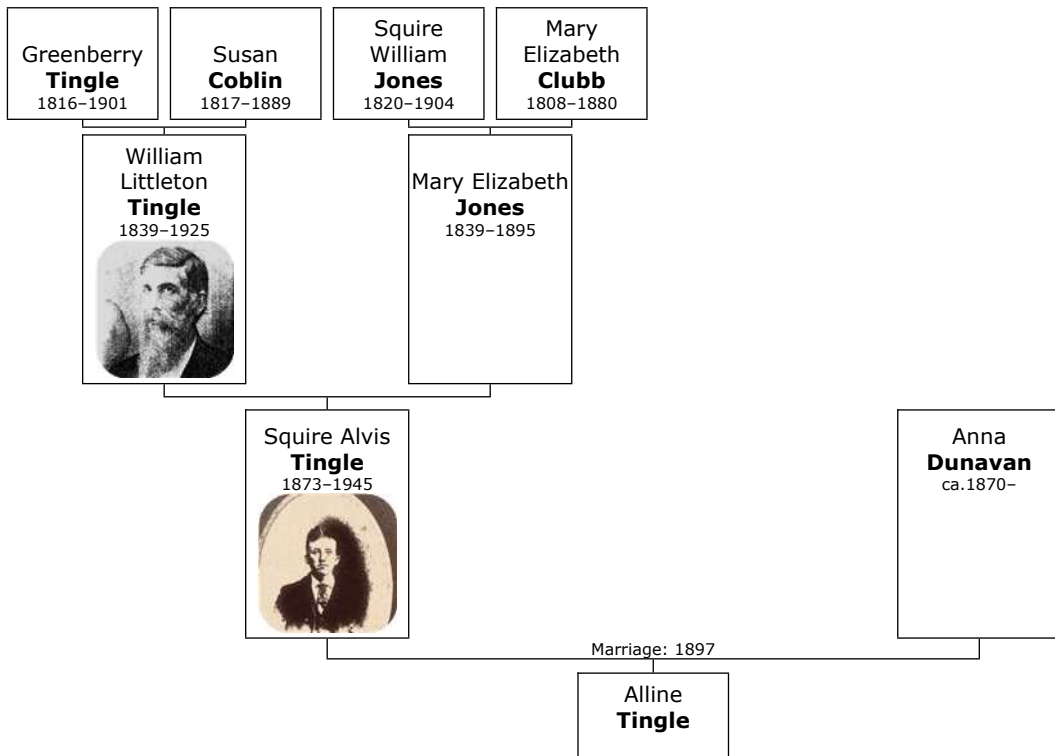 Greenberry
Tingle
1816–1901
Susan
Coblin
1817–1889
Squire
William
Jones
1820–1904
Mary
Elizabeth
Clubb
1808–1880
William
Littleton
Tingle
1839–1925
Mary Elizabeth
Jones
1839–1895
Squire Alvis
Tingle
1873–1945
Anna
Dunavan
ca.1870–
Marriage: 1897
Alline
Tingle